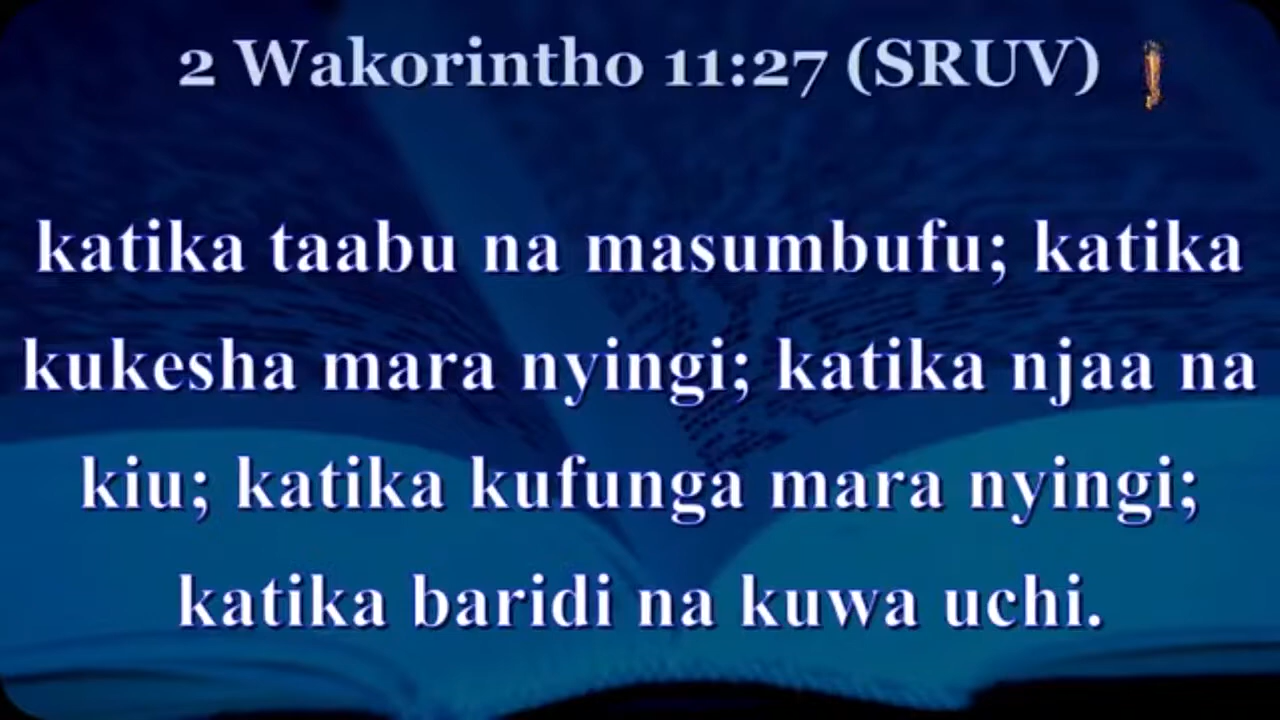 2 Wakorintho 11:27 (SRUV)
katika taabu na masumbufu; katika
kukesha mara nyingi; katika njaa na
kiu; katika kufunga mara nyingi;
katika baridi na kuwa uchi.